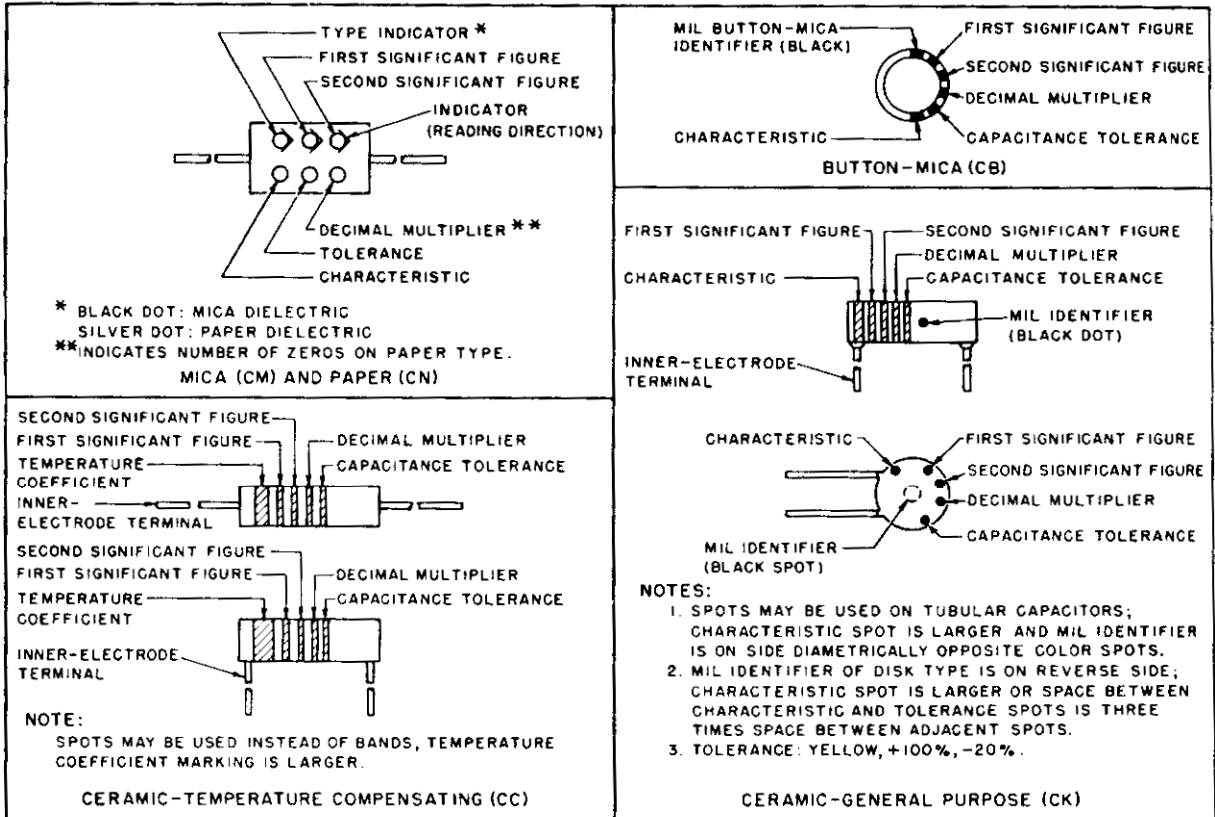 TYPE INDICATOR *
FIRST SIGNIFICANT FIGURE
SECOND SIGNIFICANT FIGURE
INDICATOR
(READING DIRECTION)
DECIMAL MULTIPLIER **
TOLERANCE
CHARACTERISTIC
* BLACK DOT: MICA DIELECTRIC
SILVER DOT: PAPER DIELECTRIC
** INDICATES NUMBER OF ZEROS ON PAPER TYPE.
MICA (CM) AND PAPER (CN)
MIL BUTTON-MICA
IDENTIFIER (BLACK)
FIRST SIGNIFICANT FIGURE
SECOND SIGNIFICANT FIGURE
DECIMAL MULTIPLIER
CHARACTERISTIC
CAPACITANCE TOLERANCE
BUTTON-MICA (CB)
SECOND SIGNIFICANT FIGURE
FIRST SIGNIFICANT FIGURE
DECIMAL MULTIPLIER
TEMPERATURE
COEFFICIENT
CAPACITANCE TOLERANCE
INNER-
ELECTRODE TERMINAL
SECOND SIGNIFICANT FIGURE
FIRST SIGNIFICANT FIGURE
DECIMAL MULTIPLIER
TEMPERATURE
COEFFICIENT
CAPACITANCE TOLERANCE
INNER-ELECTRODE
TERMINAL
NOTE:
SPOTS MAY BE USED INSTEAD OF BANDS, TEMPERATURE
COEFFICIENT MARKING IS LARGER.
CERAMIC-TEMPERATURE COMPENSATING (CC)
FIRST SIGNIFICANT FIGURE
SECOND SIGNIFICANT FIGURE
DECIMAL MULTIPLIER
CHARACTERISTIC
CAPACITANCE TOLERANCE
MIL IDENTIFIER
(BLACK DOT)
INNER-ELECTRODE
TERMINAL
CHARACTERISTIC
FIRST SIGNIFICANT FIGURE
SECOND SIGNIFICANT FIGURE
DECIMAL MULTIPLIER
CAPACITANCE TOLERANCE
MIL IDENTIFIER
(BLACK SPOT)
NOTES:
1. SPOTS MAY BE USED ON TUBULAR CAPACITORS;
CHARACTERISTIC SPOT IS LARGER AND MIL IDENTIFIER
IS ON SIDE DIAMETRICALLY OPPOSITE COLOR SPOTS.
2. MIL IDENTIFIER OF DISK TYPE IS ON REVERSE SIDE;
CHARACTERISTIC SPOT IS LARGER OR SPACE BETWEEN
CHARACTERISTIC AND TOLERANCE SPOTS IS THREE
TIMES SPACE BETWEEN ADJACENT SPOTS.
3. TOLERANCE: YELLOW, +100%, -20%.
CERAMIC-GENERAL PURPOSE (CK)